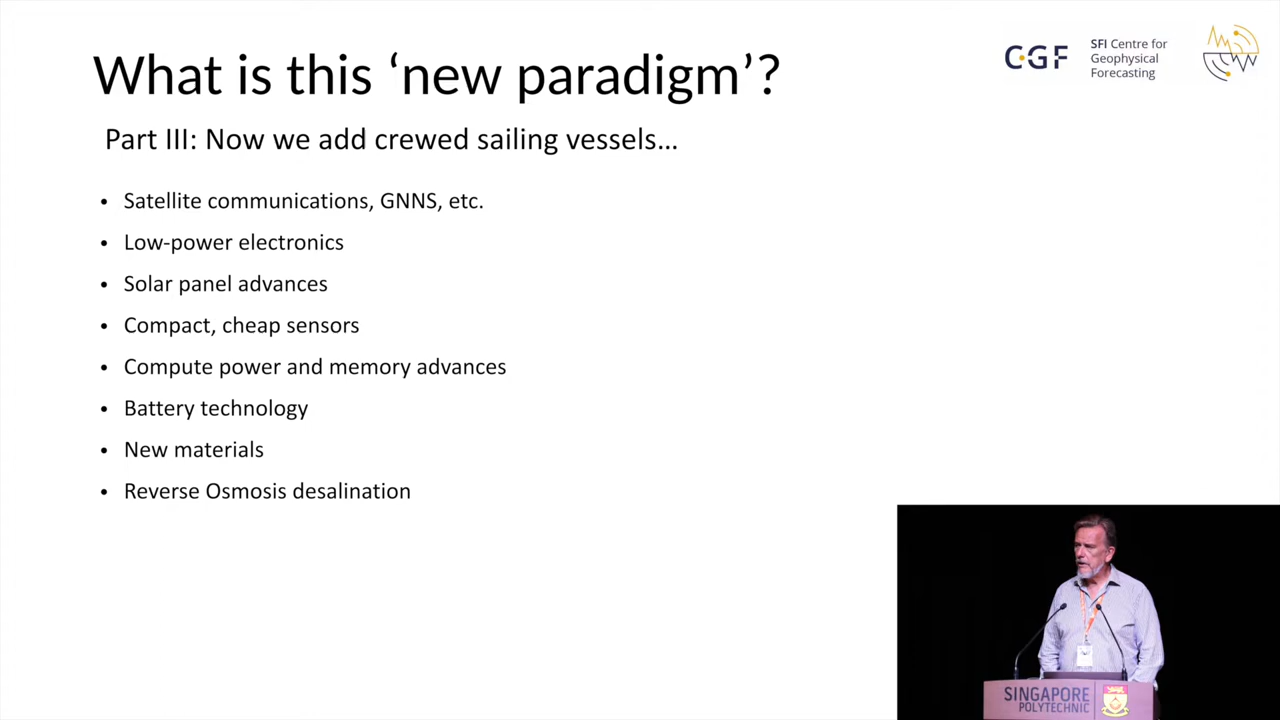 What is this ‘new paradigm’?
CGF
SFI Centre for
Geophysical
Forecasting
Part III: Now we add crewed sailing vessels…
• Satellite communications, GNNS, etc.
• Low-power electronics
• Solar panel advances
• Compact, cheap sensors
• Compute power and memory advances
• Battery technology
• New materials
• Reverse Osmosis desalination
SINGAPORE
POLYTECHNIC